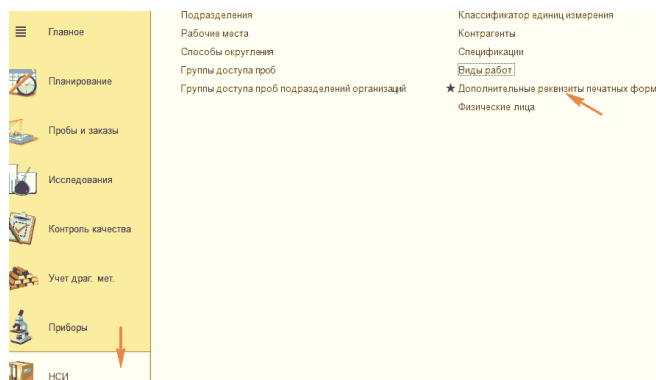 Главное
Планирование
Пробы и заказы
Исследования
Контроль качества
Учет драг. мет.
Приборы
НСИ
Подразделения
Рабочие места
Способы округления
Группы доступа проб
Группы доступа проб подразделений организаций
Классификатор единиц измерения
Контрагенты
Спецификации
Виды работ
Дополнительные реквизиты печатных форм
Физические лица